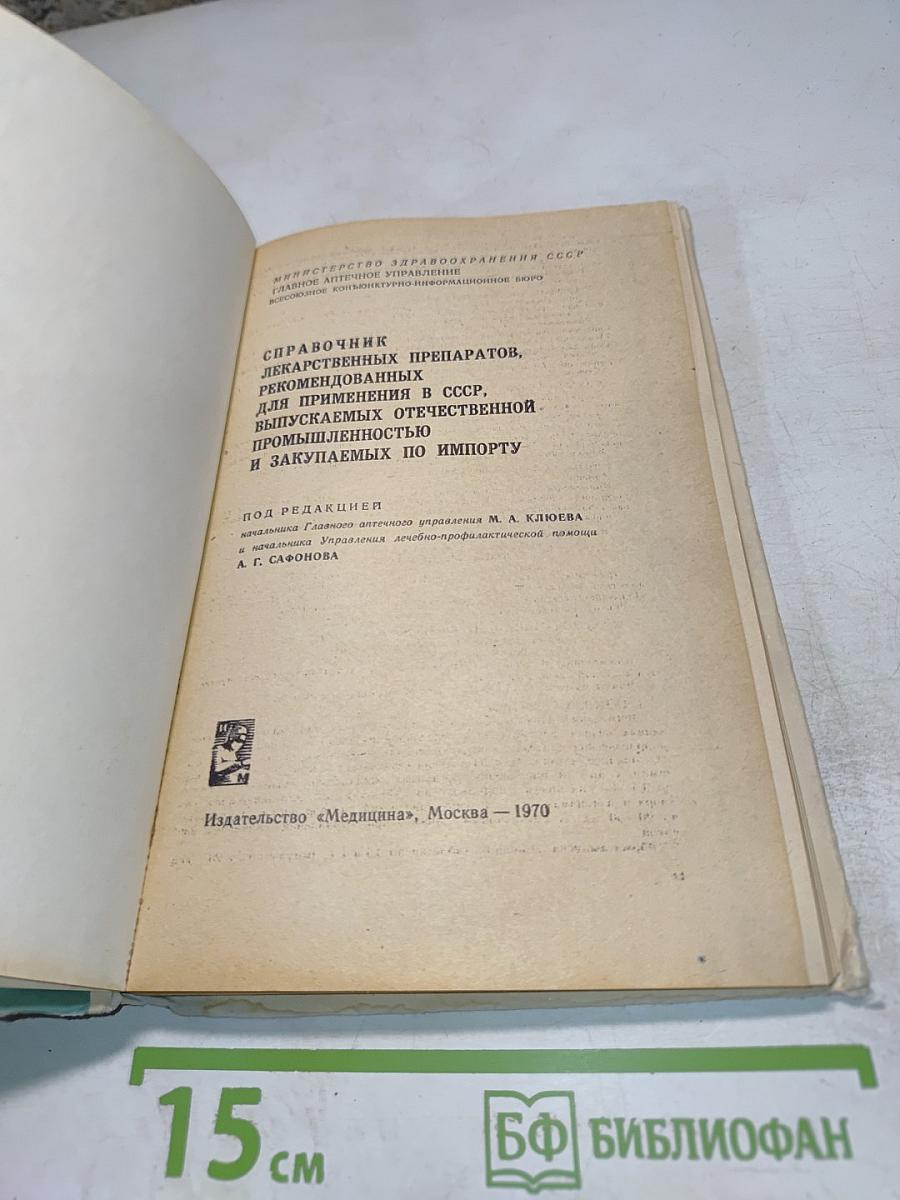 МИНИСТЕРСТВО ЗДРАВООХРАНЕНИЯ СССР
ГЛАВНОЕ АПТЕЧНОЕ УПРАВЛЕНИЕ
ВСЕСОЮЗНОЕ КОНЪЮНКТУРНО-ИНФОРМАЦИОННОЕ БЮРО
СПРАВОЧНИК
ЛЕКАРСТВЕННЫХ ПРЕПАРАТОВ,
РЕКОМЕНДОВАННЫХ
ДЛЯ ПРИМЕНЕНИЯ В СССР,
ВЫПУСКАЕМЫХ ОТЕЧЕСТВЕННОЙ
ПРОМЫШЛЕННОСТЬЮ
И ЗАКУПАЕМЫХ ПО ИМПОРТУ
ПОД РЕДАКЦИЕЙ
начальника Главного аптечного управления М. А. КЛЮЕВА
и начальника Управления лечебно-профилактической помощи
А. Г. САФОНОВА
М
Издательство «Медицина», Москва — 1970
15 см
БФ БИБЛИОФАН